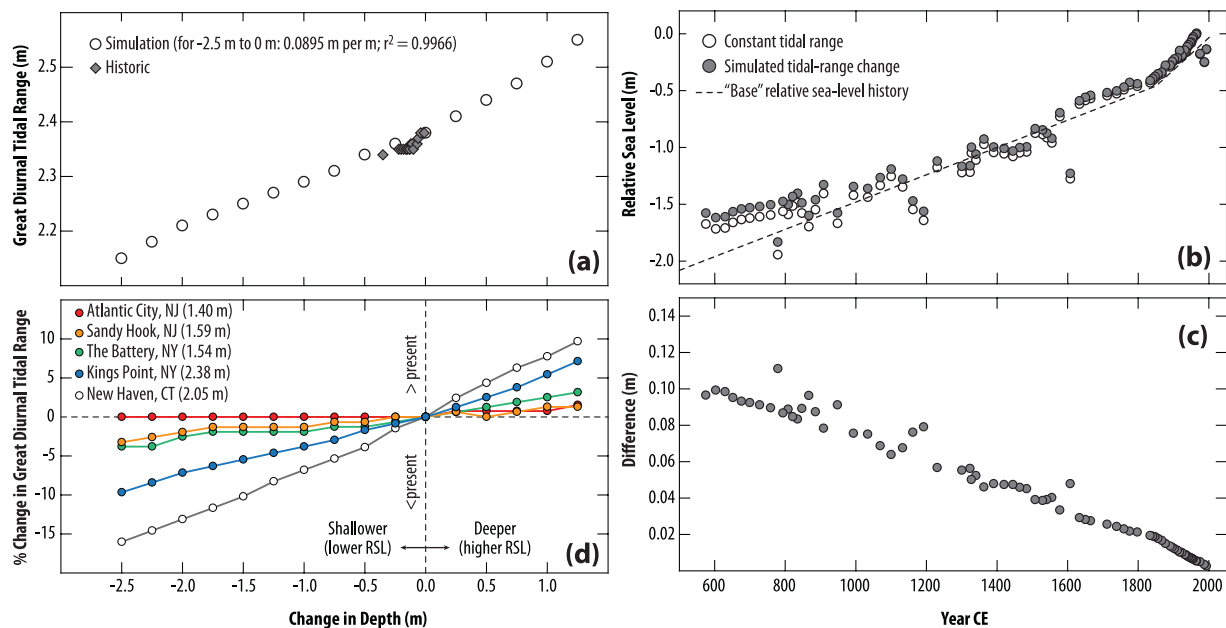 (a)
Great Diurnal Tidal Range (m)
2.5
2.4
2.3
2.2
Simulation (for -2.5 m to 0 m: 0.0895 m per m; r² = 0.9966)
Historic
(b)
Relative Sea Level (m)
0.0
-0.5
-1.0
-1.5
-2.0
Constant tidal range
Simulated tidal-range change
"Base" relative sea-level history
(d)
% Change in Great Diurnal Tidal Range
10
5
0
-5
-10
-15
Atlantic City, NJ (1.40 m)
Sandy Hook, NJ (1.59 m)
The Battery, NY (1.54 m)
Kings Point, NY (2.38 m)
New Haven, CT (2.05 m)
> present
<present
Shallower
(lower RSL)
Deeper
(higher RSL)
-2.5 -2.0 -1.5 -1.0 -0.5 0.0 0.5 1.0
Change in Depth (m)
(c)
Difference (m)
0.14
0.12
0.10
0.08
0.06
0.04
0.02
600 800 1000 1200 1400 1600 1800 2000
Year CE